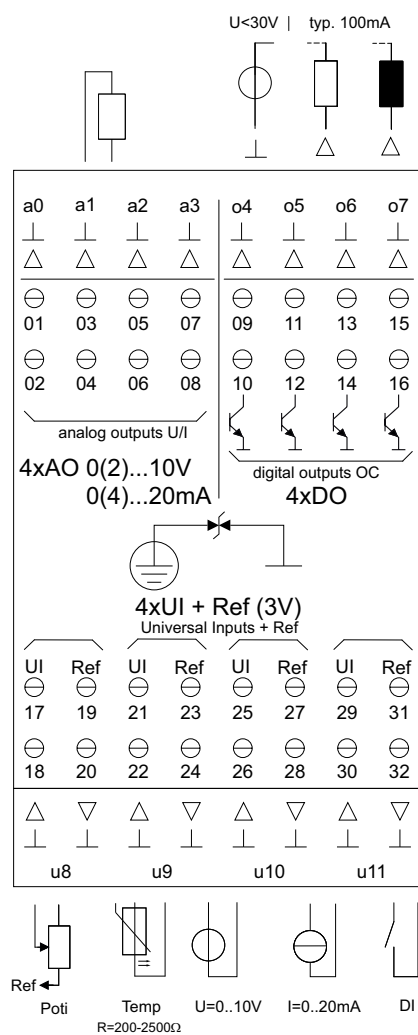 U<30V | typ. 100mA
a0 a1 a2 a3 o4 o5 o6 o7
01 03 05 07 09 11 13 15
02 04 06 08 10 12 14 16
analog outputs U/I
digital outputs OC
4xAO 0(2)...10V
0(4)...20mA
4xDO
4xUI + Ref (3V)
Universal Inputs + Ref
UI Ref UI Ref UI Ref UI Ref
17 19 21 23 25 27 29 31
18 20 22 24 26 28 30 32
u8 u9 u10 u11
Ref
Poti Temp U=0..10V I=0..20mA DI
R=200-2500Ω